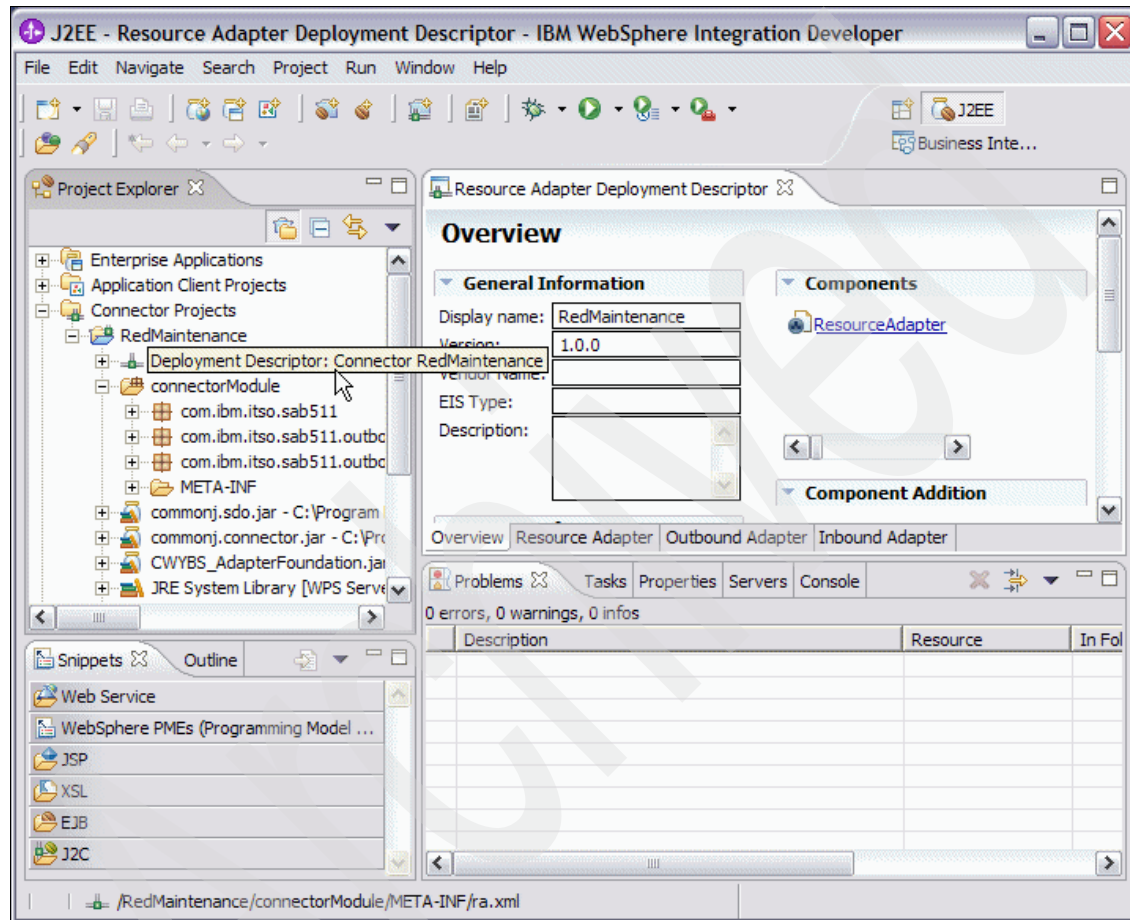 J2EE - Resource Adapter Deployment Descriptor - IBM WebSphere Integration Developer
File Edit Navigate Search Project Run Window Help
J2EE
Business Inte...
Project Explorer
Enterprise Applications
Application Client Projects
Connector Projects
RedMaintenance
Deployment Descriptor: Connector RedMaintenance
connectorModule
com.ibm.itso.sab511
com.ibm.itso.sab511.outbo
com.ibm.itso.sab511.outbo
META-INF
commonj.sdo.jar - C:\Program
commonj.connector.jar - C:\Pro
CWYBS_AdapterFoundation.jar
JRE System Library [WPS Serve
Snippets Outline
Web Service
WebSphere PMEs (Programming Model ...
JSP
XSL
EJB
J2C
Resource Adapter Deployment Descriptor
Overview
General Information
Display name: RedMaintenance
Version: 1.0.0
Vendor Name:
EIS Type:
Description:
Components
ResourceAdapter
Component Addition
Overview Resource Adapter Outbound Adapter Inbound Adapter
Problems Tasks Properties Servers Console
0 errors, 0 warnings, 0 infos
Description Resource In Fol
/RedMaintenance/connectorModule/META-INF/ra.xml